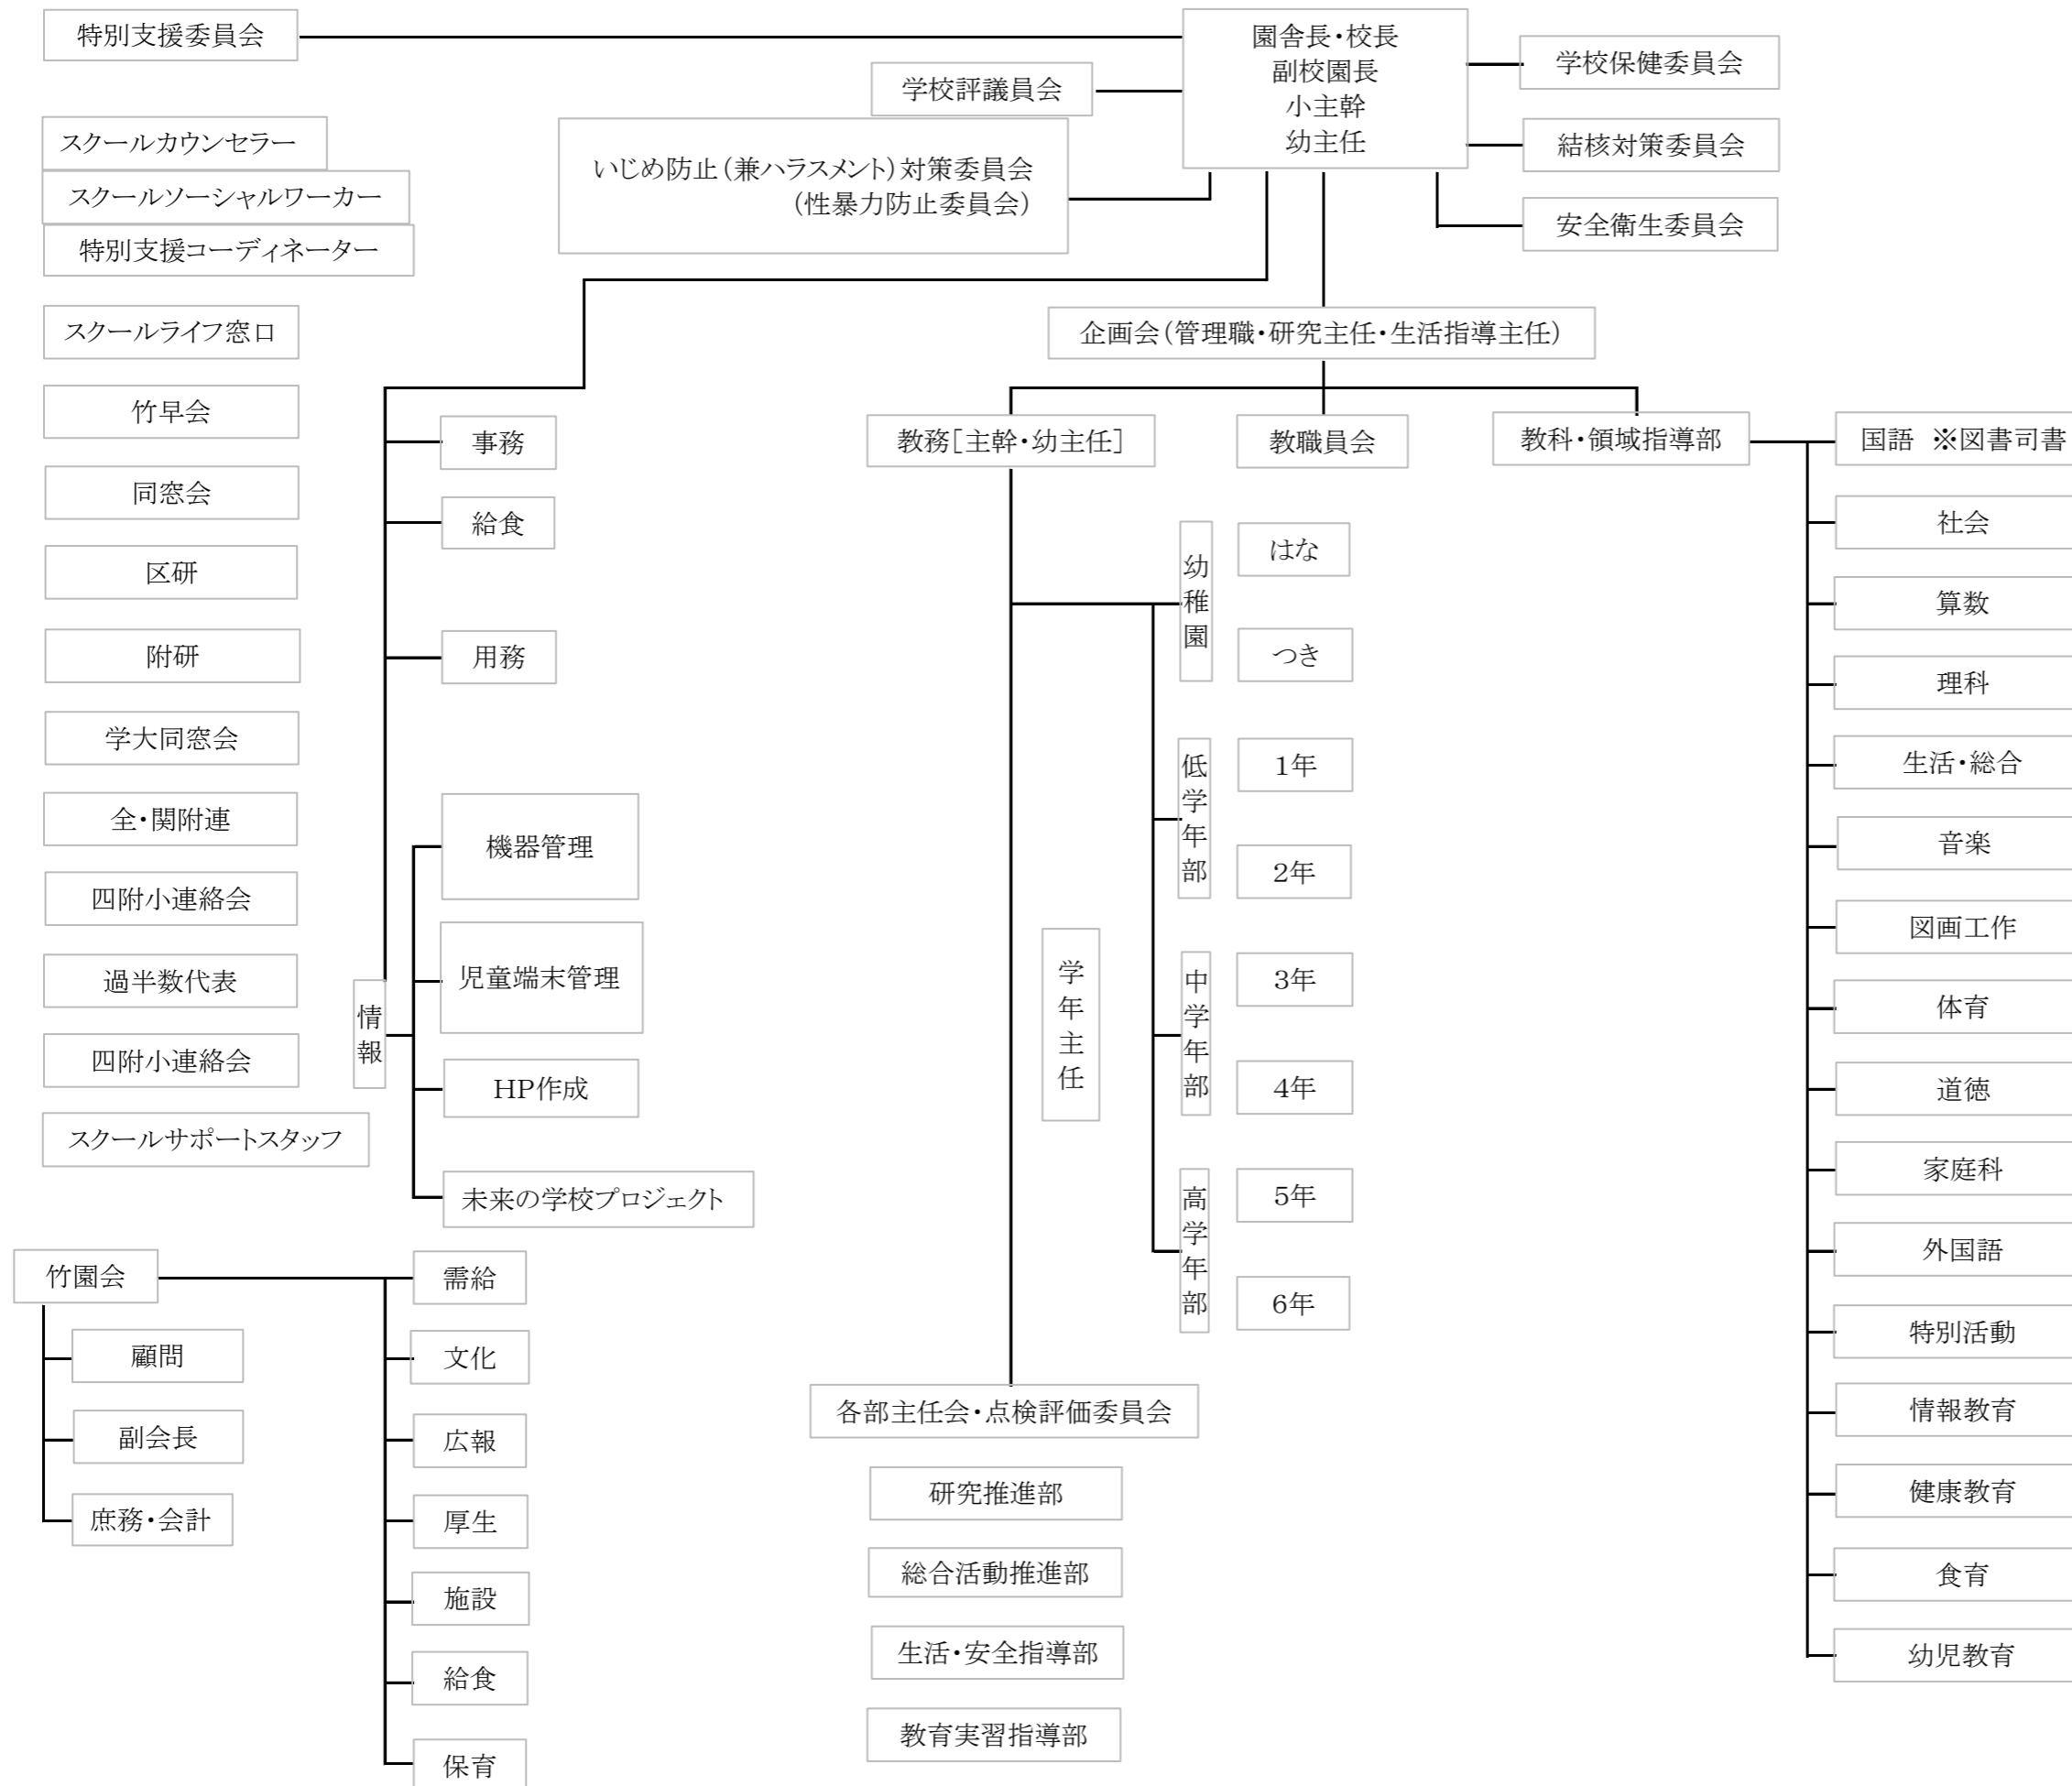 特別支援委員会
園舎長・校長
副校園長
小主幹
幼主任
学校評議員会
学校保健委員会
結核対策委員会
安全衛生委員会
いじめ防止(兼ハラスメント)対策委員会
(性暴力防止委員会)
スクールカウンセラー
スクールソーシャルワーカー
特別支援コーディネーター
スクールライフ窓口
竹早会
同窓会
区研
附研
学大同窓会
全・関附連
四附小連絡会
過半数代表
四附小連絡会
スクールサポートスタッフ
企画会(管理職・研究主任・生活指導主任)
事務
給食
用務
情報
機器管理
児童端末管理
HP作成
未来の学校プロジェクト
教務[主幹・幼主任]
教職員会
教科・領域指導部
幼稚園
はな
つき
低学年部
1年
2年
学年主任
中学年部
3年
4年
高学年部
5年
6年
国語 ※図書司書
社会
算数
理科
生活・総合
音楽
図画工作
体育
道徳
家庭科
外国語
特別活動
情報教育
健康教育
食育
幼児教育
竹園会
顧問
副会長
庶務・会計
需給
文化
広報
厚生
施設
給食
保育
各部主任会・点検評価委員会
研究推進部
総合活動推進部
生活・安全指導部
教育実習指導部